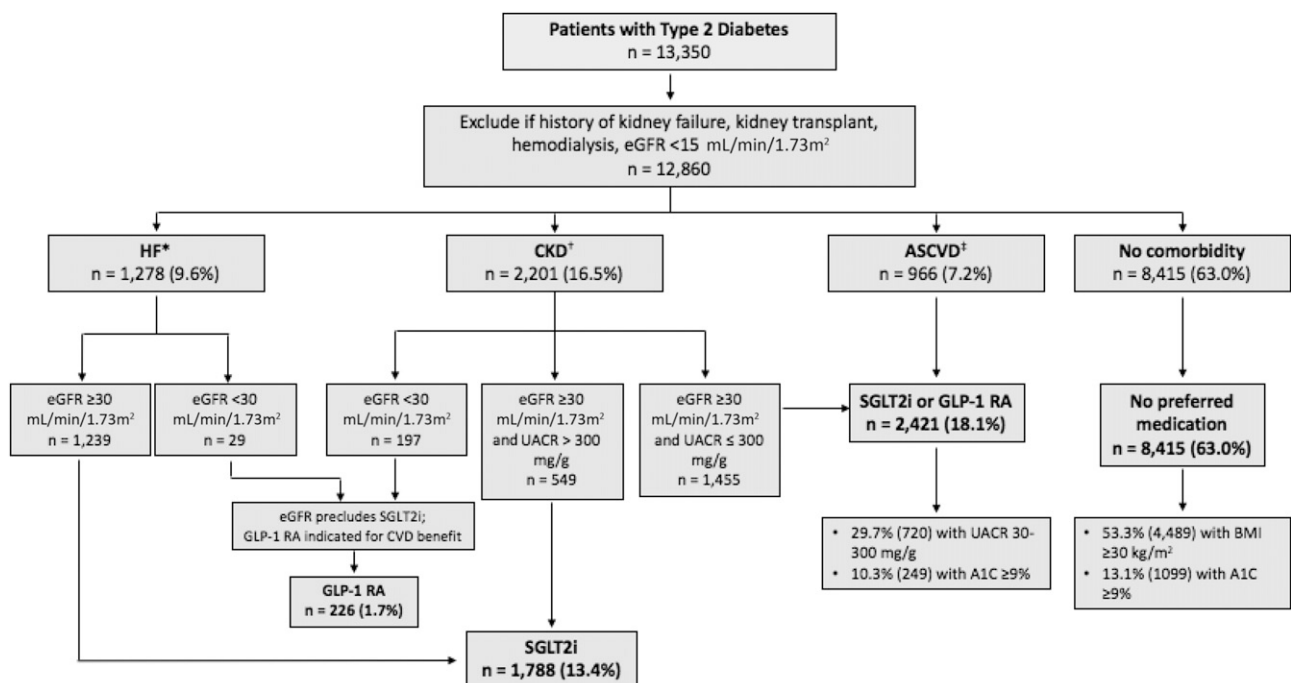 Patients with Type 2 Diabetes
n = 13,350
Exclude if history of kidney failure, kidney transplant,
hemodialysis, eGFR <15 mL/min/1.73m²
n = 12,860
HF*
n = 1,278 (9.6%)
CKD†
n = 2,201 (16.5%)
ASCVD‡
n = 966 (7.2%)
No comorbidity
n = 8,415 (63.0%)
eGFR ≥30
mL/min/1.73m²
n = 1,239
eGFR <30
mL/min/1.73m²
n = 29
eGFR <30
mL/min/1.73m²
n = 197
eGFR ≥30
mL/min/1.73m²
and UACR > 300
mg/g
n = 549
eGFR ≥30
mL/min/1.73m²
and UACR ≤ 300
mg/g
n = 1,455
SGLT2i or GLP-1 RA
n = 2,421 (18.1%)
No preferred
medication
n = 8,415 (63.0%)
eGFR precludes SGLT2i;
GLP-1 RA indicated for CVD benefit
• 29.7% (720) with UACR 30-
300 mg/g
• 10.3% (249) with A1C ≥9%
• 53.3% (4,489) with BMI
≥30 kg/m²
• 13.1% (1099) with A1C
≥9%
GLP-1 RA
n = 226 (1.7%)
SGLT2i
n = 1,788 (13.4%)